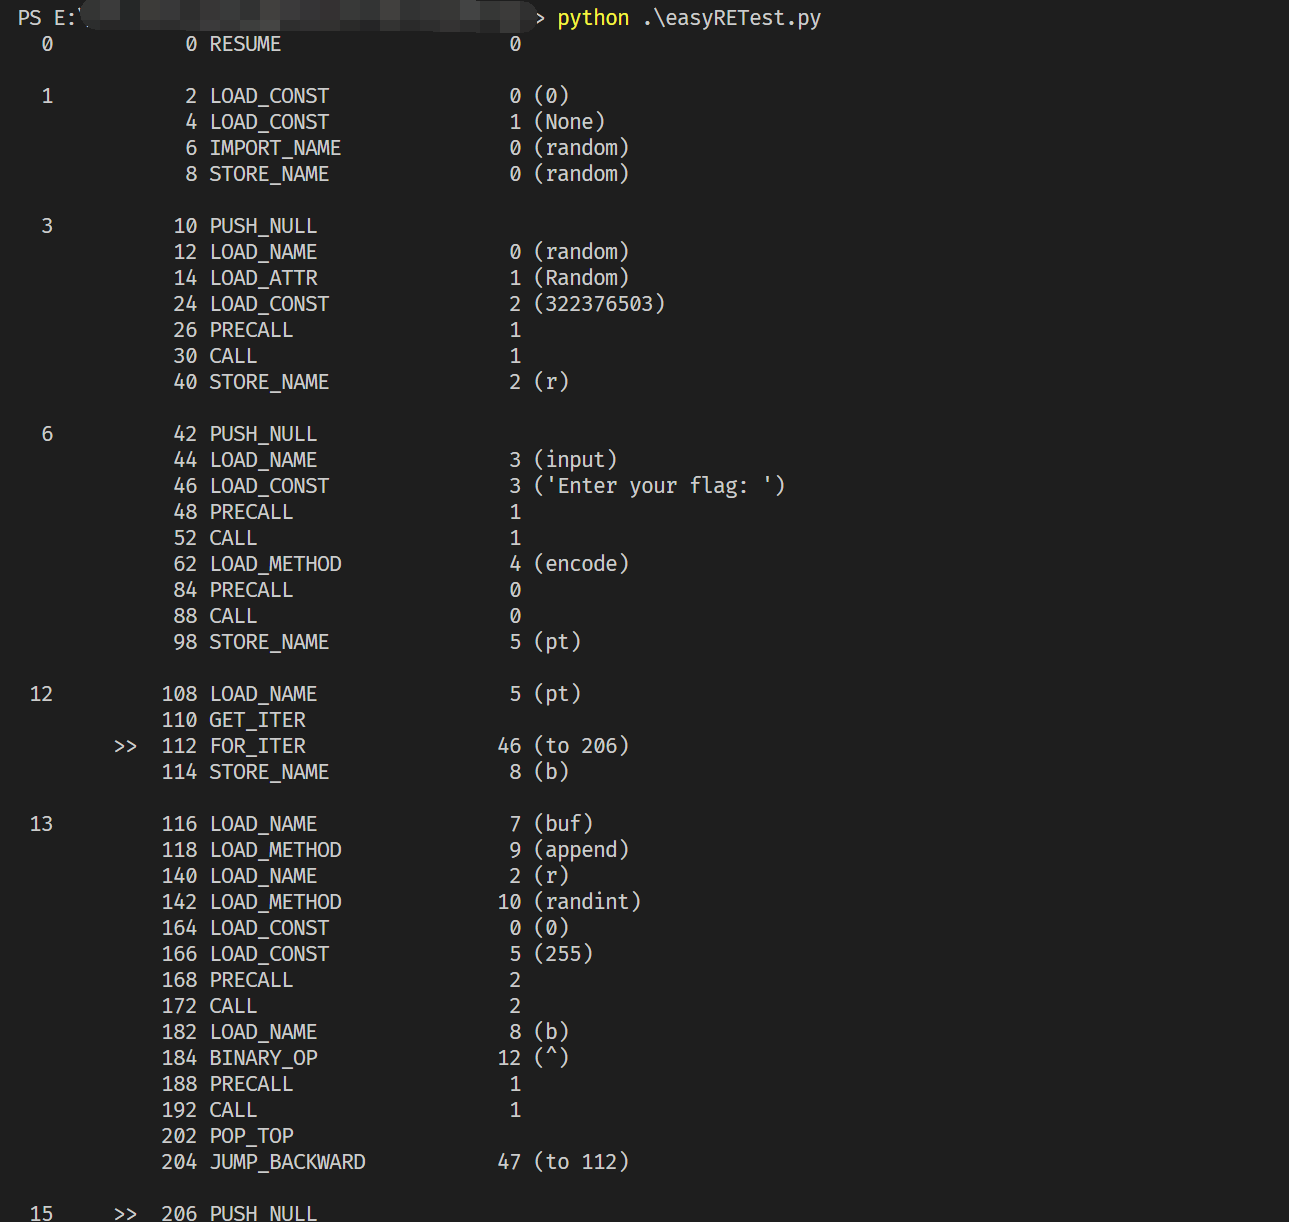 PS E:\ > python .\easyRETest.py
0 0 RESUME 0
1 2 LOAD_CONST 0 (0)
4 LOAD_CONST 1 (None)
6 IMPORT_NAME 0 (random)
8 STORE_NAME 0 (random)
3 10 PUSH_NULL
12 LOAD_NAME 0 (random)
14 LOAD_ATTR 1 (Random)
24 LOAD_CONST 2 (322376503)
26 PRECALL 1
30 CALL 1
40 STORE_NAME 2 (r)
6 42 PUSH_NULL
44 LOAD_NAME 3 (input)
46 LOAD_CONST 3 ('Enter your flag: ')
48 PRECALL 1
52 CALL 1
62 LOAD_METHOD 4 (encode)
84 PRECALL 0
88 CALL 0
98 STORE_NAME 5 (pt)
12 108 LOAD_NAME 5 (pt)
110 GET_ITER
>> 112 FOR_ITER 46 (to 206)
114 STORE_NAME 8 (b)
13 116 LOAD_NAME 7 (buf)
118 LOAD_METHOD 9 (append)
140 LOAD_NAME 2 (r)
142 LOAD_METHOD 10 (randint)
164 LOAD_CONST 0 (0)
166 LOAD_CONST 5 (255)
168 PRECALL 2
172 CALL 2
182 LOAD_NAME 8 (b)
184 BINARY_OP 12 (^)
188 PRECALL 1
192 CALL 1
202 POP_TOP
204 JUMP_BACKWARD 47 (to 112)
15 >> 206 PUSH_NULL